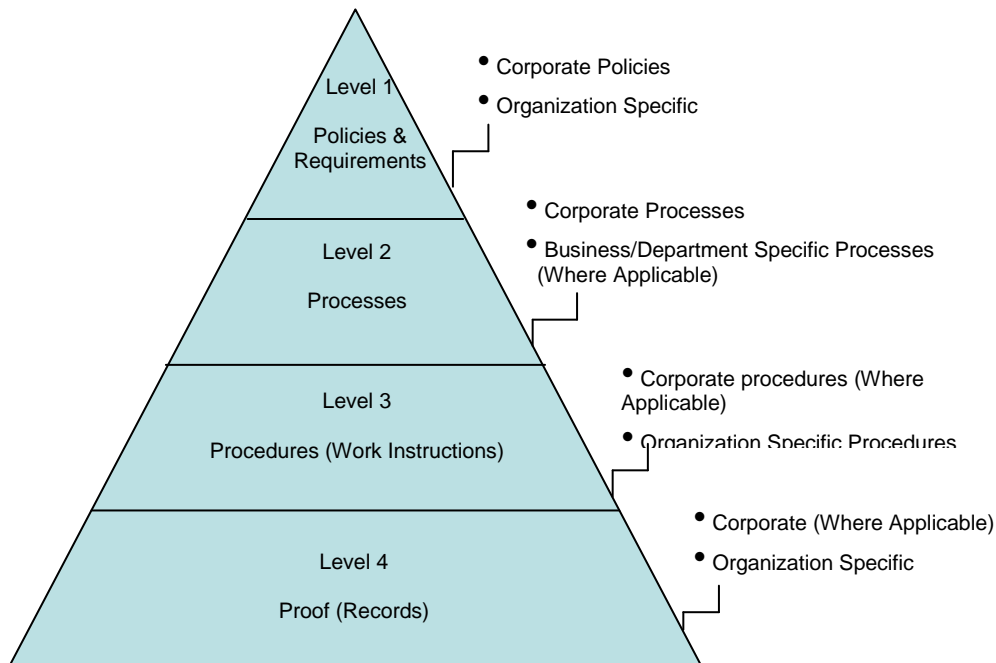 Level 1
Policies &
Requirements
• Corporate Policies
• Organization Specific
Level 2
Processes
• Corporate Processes
• Business/Department Specific Processes
(Where Applicable)
Level 3
Procedures (Work Instructions)
• Corporate procedures (Where
Applicable)
• Organization Specific Procedures
Level 4
Proof (Records)
• Corporate (Where Applicable)
• Organization Specific